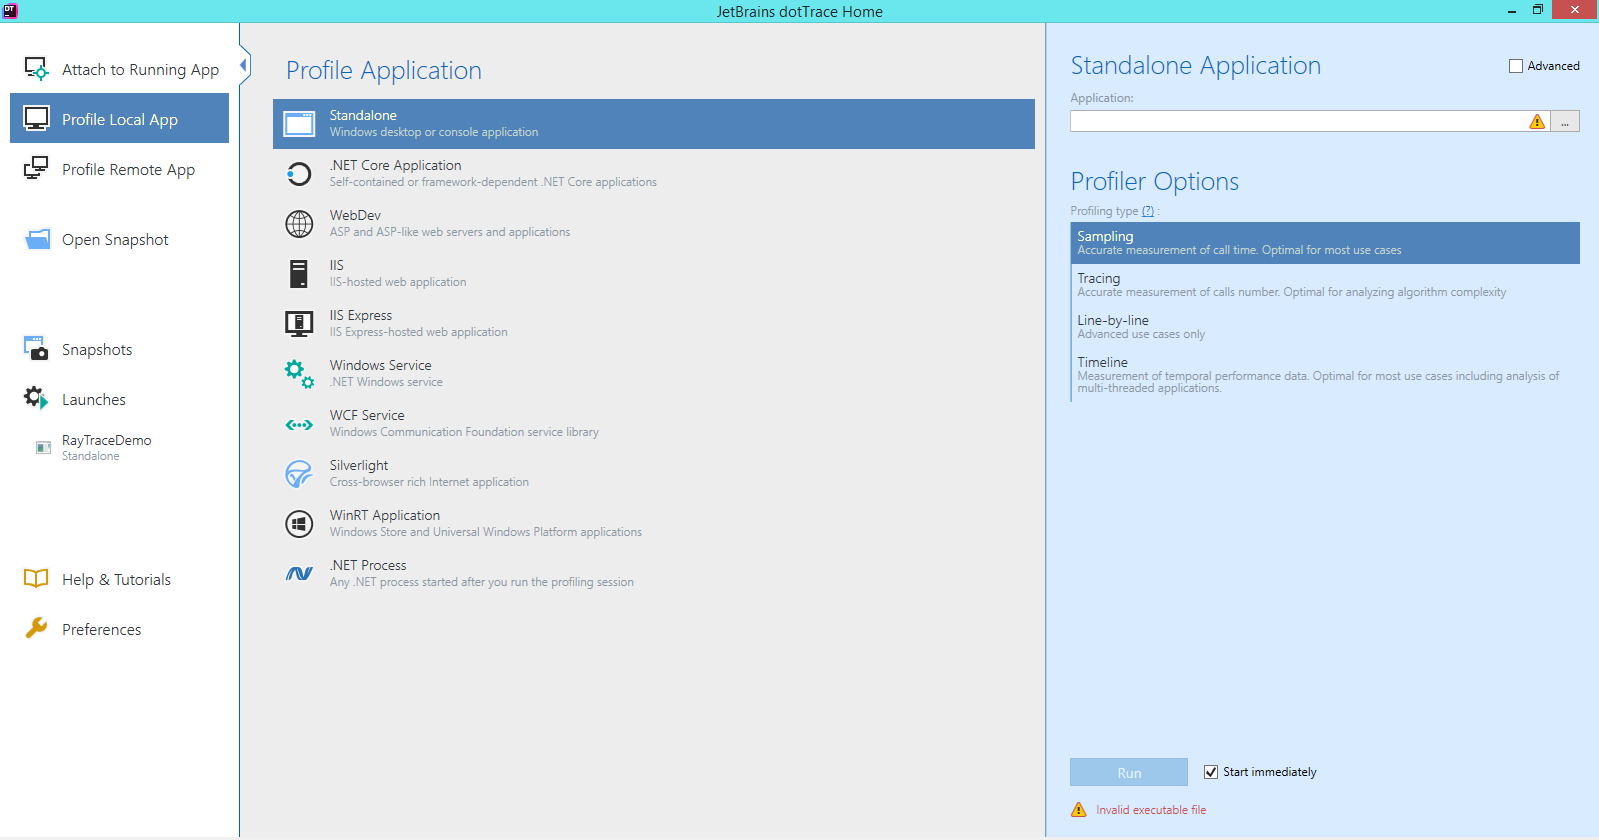 DT
JetBrains dotTrace Home
Attach to Running App
Profile Local App
Profile Remote App
Open Snapshot
Snapshots
Launches
RayTraceDemo
Standalone
Help & Tutorials
Preferences
Profile Application
Standalone
Windows desktop or console application
.NET Core Application
Self-contained or framework-dependent .NET Core applications
WebDev
ASP and ASP-like web servers and applications
IIS
IIS-hosted web application
IIS Express
IIS Express-hosted web application
Windows Service
.NET Windows service
WCF Service
Windows Communication Foundation service library
Silverlight
Cross-browser rich Internet application
WinRT Application
Windows Store and Universal Windows Platform applications
.NET Process
Any .NET process started after you run the profiling session
Standalone Application
Advanced
Application:
...
Profiler Options
Profiling type (?) :
Sampling
Accurate measurement of call time. Optimal for most use cases
Tracing
Accurate measurement of calls number. Optimal for analyzing algorithm complexity
Line-by-line
Advanced use cases only
Timeline
Measurement of temporal performance data. Optimal for most use cases including analysis of
multi-threaded applications.
Run
Start immediately
Invalid executable file